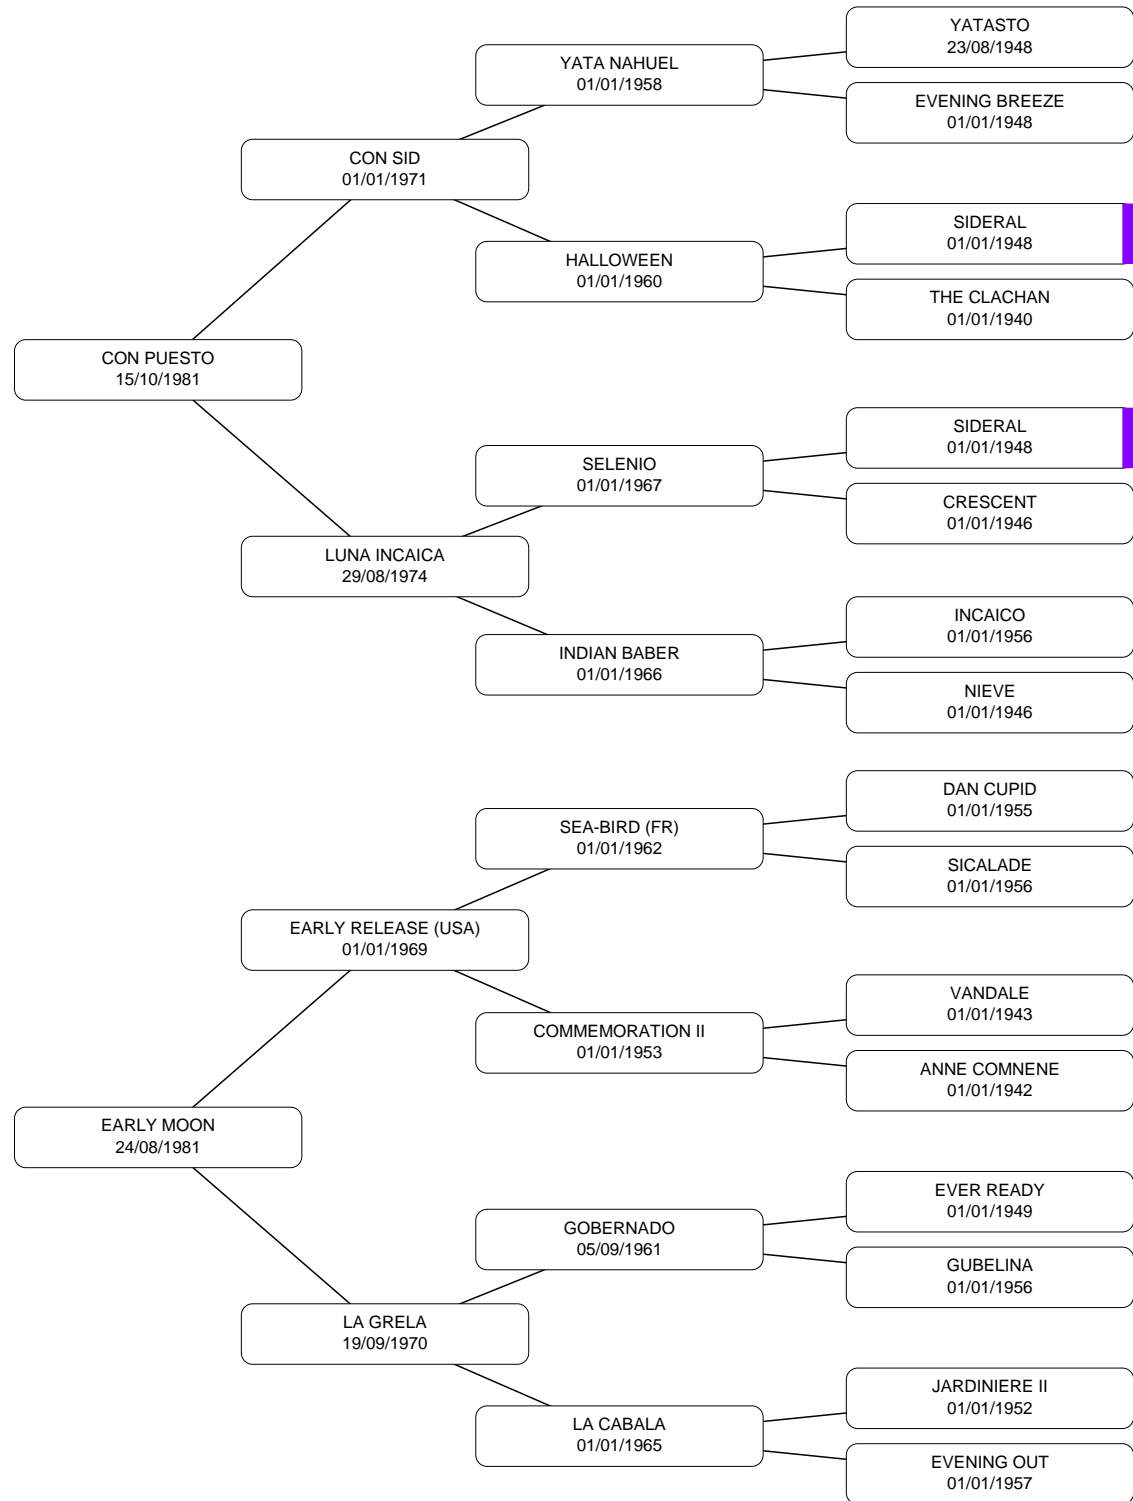 YATASTO
23/08/1948
YATA NAHUEL
01/01/1958
EVENING BREEZE
01/01/1948
CON SID
01/01/1971
SIDERAL
01/01/1948
HALLOWEEN
01/01/1960
THE CLACHAN
01/01/1940
CON PUESTO
15/10/1981
SIDERAL
01/01/1948
SELENIO
01/01/1967
CRESCENT
01/01/1946
LUNA INCAICA
29/08/1974
INCAICO
01/01/1956
INDIAN BABER
01/01/1966
NIEVE
01/01/1946
DAN CUPID
01/01/1955
SEA-BIRD (FR)
01/01/1962
SICALADE
01/01/1956
EARLY RELEASE (USA)
01/01/1969
VANDALE
01/01/1943
COMMEMORATION II
01/01/1953
ANNE COMNENE
01/01/1942
EARLY MOON
24/08/1981
EVER READY
01/01/1949
GOBERNADO
05/09/1961
GUBELINA
01/01/1956
LA GRELA
19/09/1970
JARDINIERE II
01/01/1952
LA CABALA
01/01/1965
EVENING OUT
01/01/1957